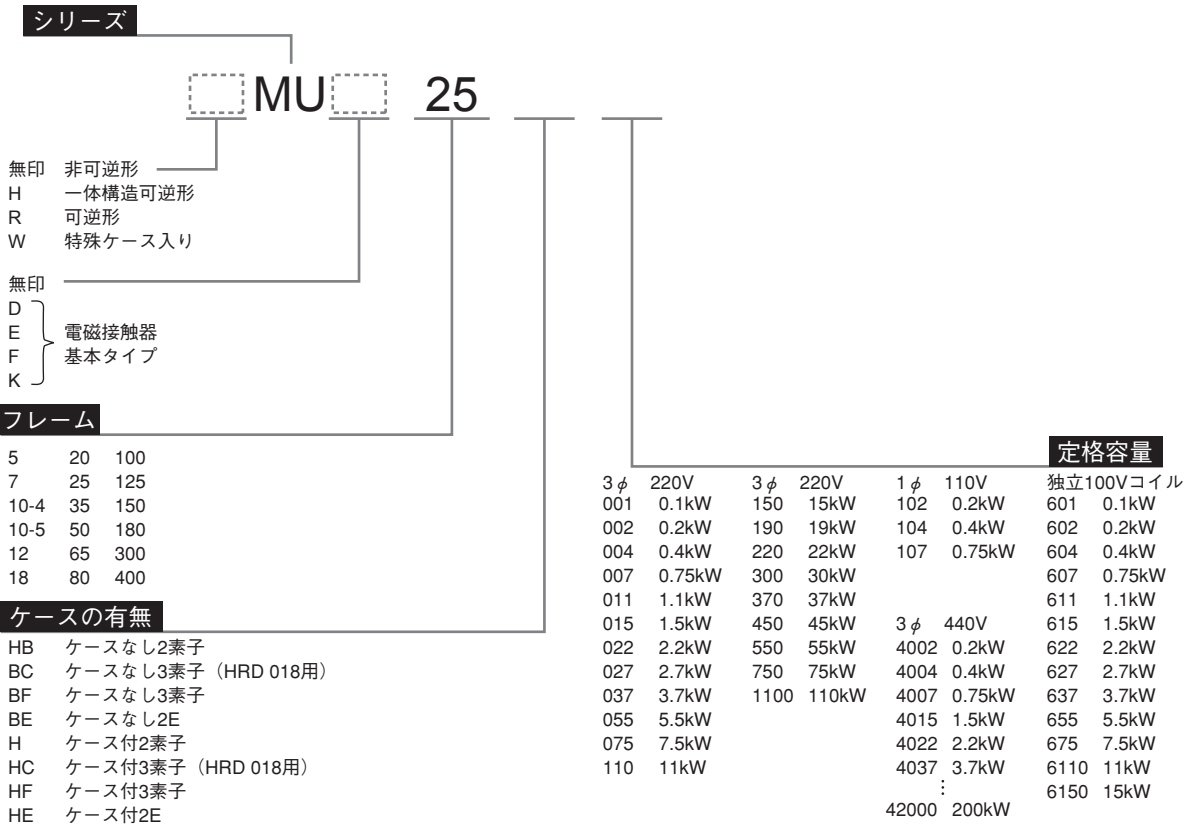 シリーズ
MU 25
無印 非可逆形
H 一体構造可逆形
R 可逆形
W 特殊ケース入り
無印
D
E 電磁接触器
F 基本タイプ
K
フレーム
5 20 100
7 25 125
10-4 35 150
10-5 50 180
12 65 300
18 80 400
ケースの有無
HB ケースなし2素子
BC ケースなし3素子（HRD 018用）
BF ケースなし3素子
BE ケースなし2E
H ケース付2素子
HC ケース付3素子（HRD 018用）
HF ケース付3素子
HE ケース付2E
定格容量
3φ 220V
001 0.1kW
002 0.2kW
004 0.4kW
007 0.75kW
011 1.1kW
015 1.5kW
022 2.2kW
027 2.7kW
037 3.7kW
055 5.5kW
075 7.5kW
110 11kW
3φ 220V
150 15kW
190 19kW
220 22kW
300 30kW
370 37kW
450 45kW
550 55kW
750 75kW
1100 110kW
1φ 110V
102 0.2kW
104 0.4kW
107 0.75kW
3φ 440V
4002 0.2kW
4004 0.4kW
4007 0.75kW
4015 1.5kW
4022 2.2kW
4037 3.7kW
⋮
42000 200kW
独立100Vコイル
601 0.1kW
602 0.2kW
604 0.4kW
607 0.75kW
611 1.1kW
615 1.5kW
622 2.2kW
627 2.7kW
637 3.7kW
655 5.5kW
675 7.5kW
6110 11kW
6150 15kW